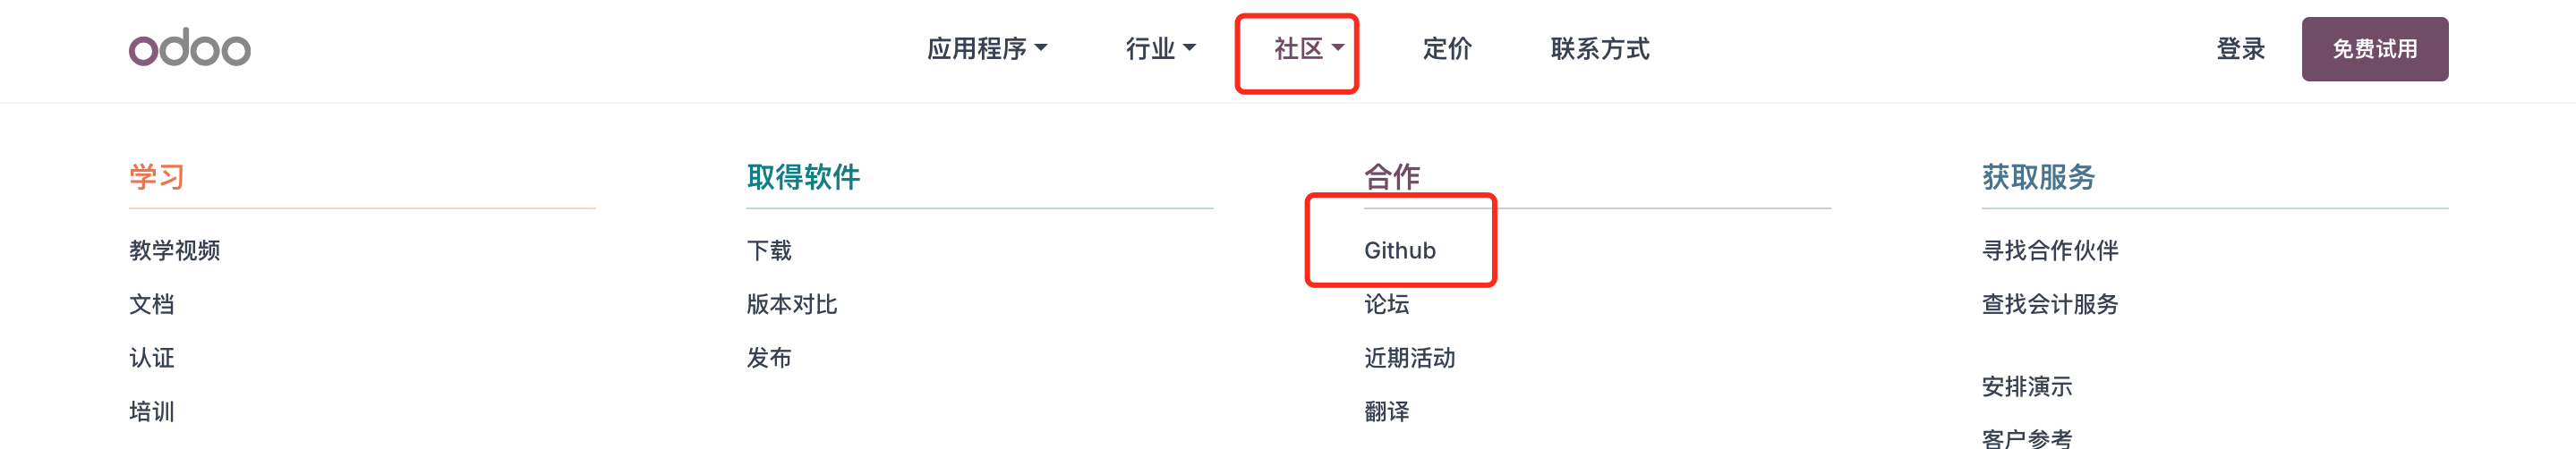 odoo 应用程序 行业 社区 定价 联系方式 登录 免费试用
学习
教学视频
文档
认证
培训
取得软件
下载
版本对比
发布
合作
Github
论坛
近期活动
翻译
获取服务
寻找合作伙伴
查找会计服务
安排演示
客户参考